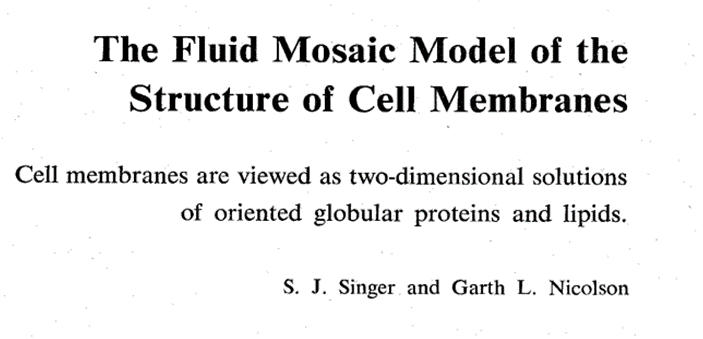 The Fluid Mosaic Model of the
Structure of Cell Membranes
Cell membranes are viewed as two-dimensional solutions
of oriented globular proteins and lipids.
S. J. Singer and Garth L. Nicolson